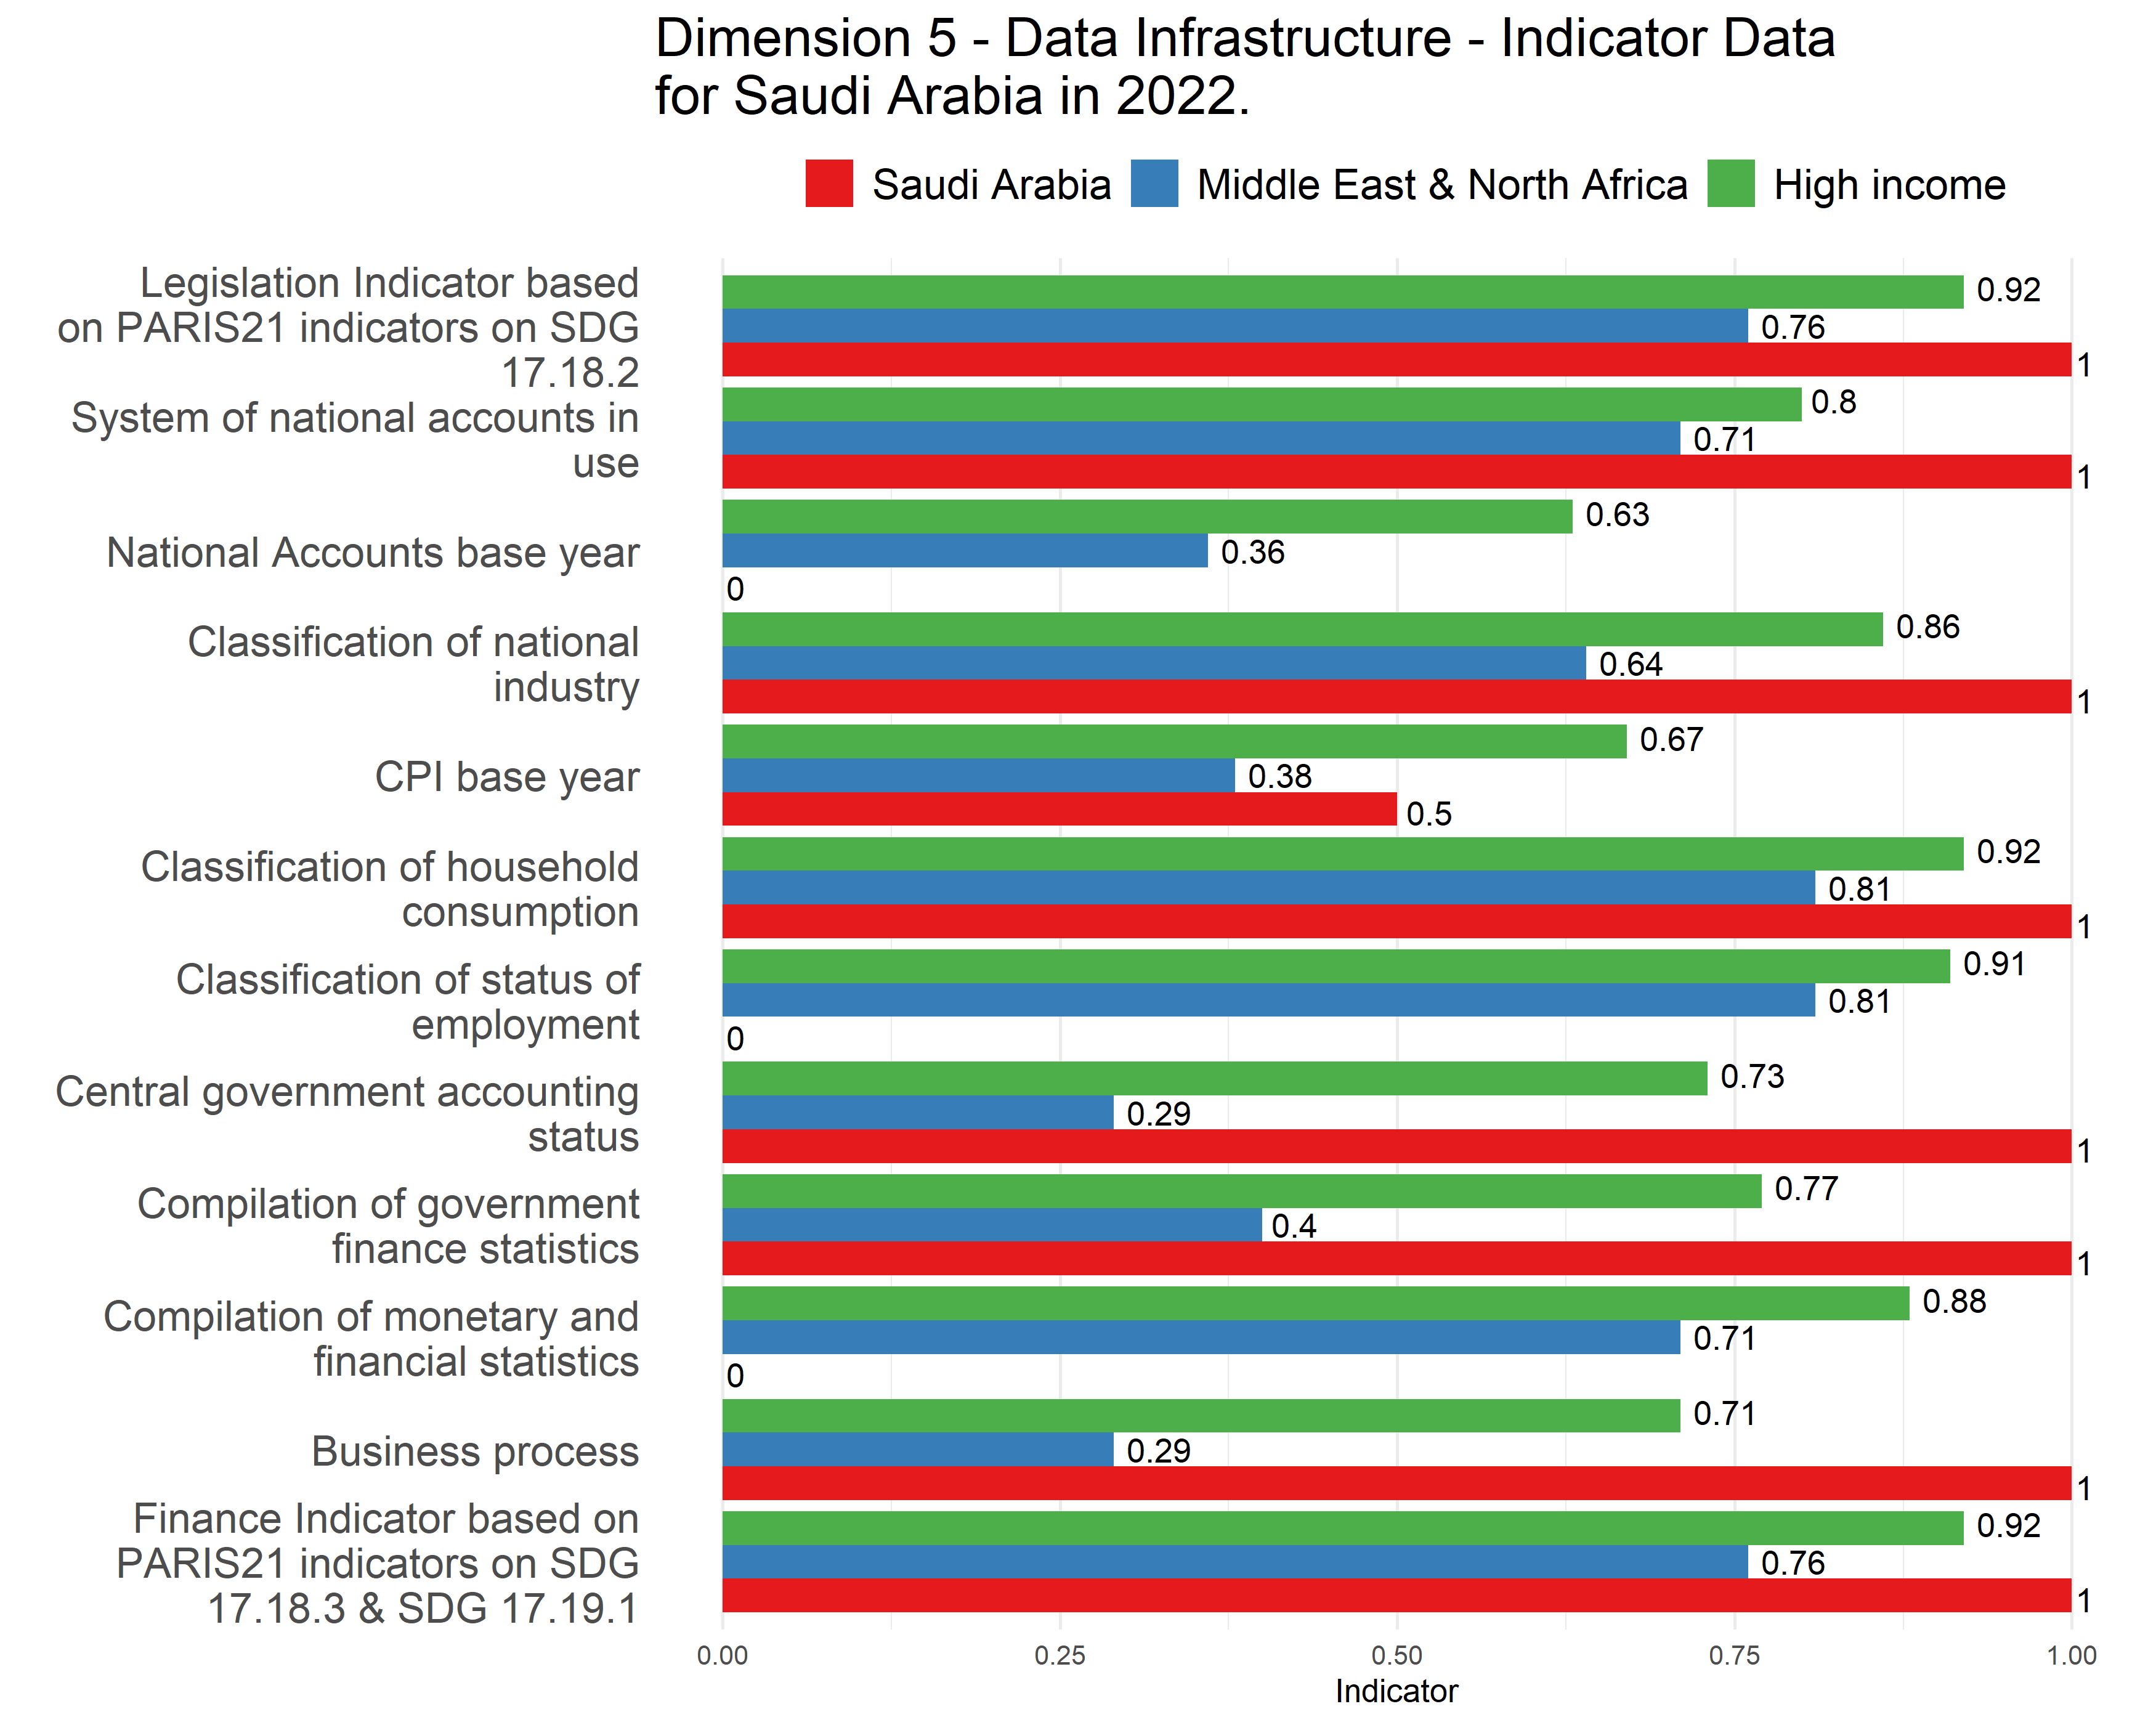 Dimension 5 - Data Infrastructure - Indicator Data
for Saudi Arabia in 2022.
Saudi Arabia
Middle East & North Africa
High income
Legislation Indicator based
on PARIS21 indicators on SDG
17.18.2
0.92
0.76
1
System of national accounts in
use
0.8
0.71
1
National Accounts base year
0.63
0.36
0
Classification of national
industry
0.86
0.64
1
CPI base year
0.67
0.38
0.5
Classification of household
consumption
0.92
0.81
1
Classification of status of
employment
0.91
0.81
0
Central government accounting
status
0.73
0.29
1
Compilation of government
finance statistics
0.77
0.4
1
Compilation of monetary and
financial statistics
0.88
0.71
0
Business process
0.71
0.29
1
Finance Indicator based on
PARIS21 indicators on SDG
17.18.3 & SDG 17.19.1
0.92
0.76
1
0.00
0.25
0.50
0.75
1.00
Indicator